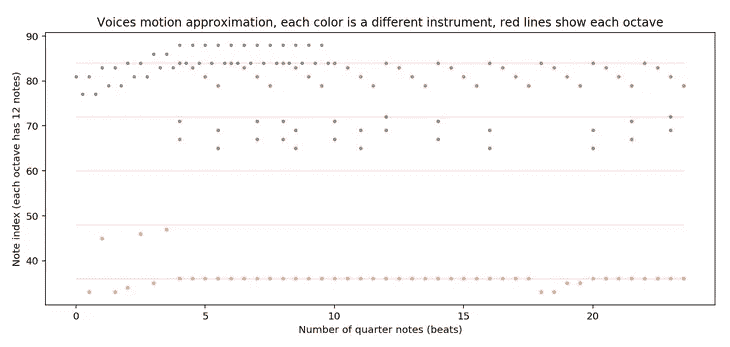 Voices motion approximation, each color is a different instrument, red lines show each octave
90
80
70
60
50
40
Note index (each octave has 12 notes)
0 5 10 15 20
Number of quarter notes (beats)